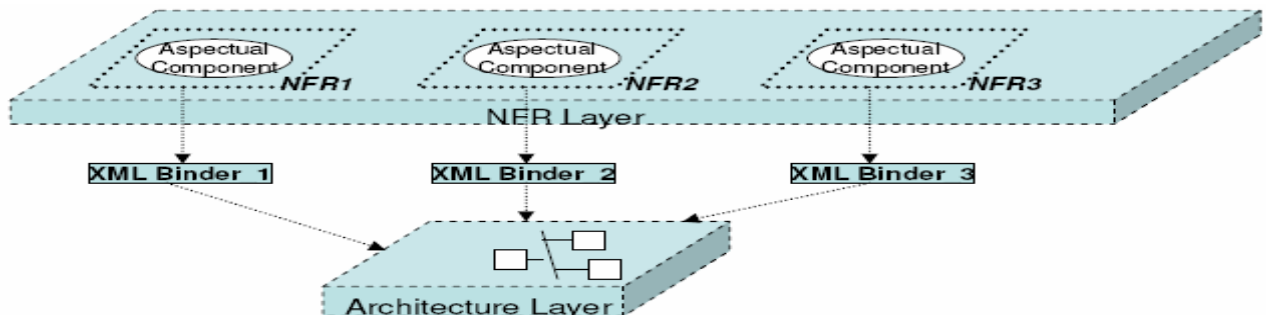 Aspectual
Component
NFR1
Aspectual
Component
NFR2
Aspectual
Component
NFR3
NFR Layer
XML Binder 1
XML Binder 2
XML Binder 3
Architecture Layer